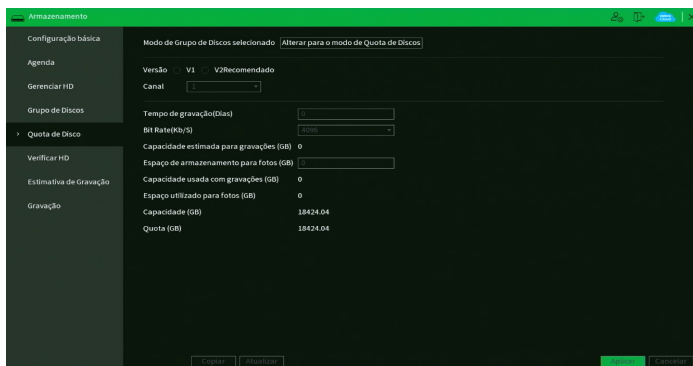 Armazenamento
Configuração básica
Agenda
Gerenciar HD
Grupo de Discos
Quota de Disco
Verificar HD
Estimativa de Gravação
Gravação
Modo de Grupo de Discos selecionado Alterar para o modo de Quota de Discos
Versão V1 V2Recomendado
Canal 1
Tempo de gravação(Dias) 0
Bit Rate(Kb/S) 4096
Capacidade estimada para gravações (GB) 0
Espaço de armazenamento para fotos (GB) 0
Capacidade usada com gravações (GB) 0
Espaço utilizado para fotos (GB) 0
Capacidade (GB) 18424.04
Quota (GB) 18424.04
Copiar Atualizar Aplicar Cancelar